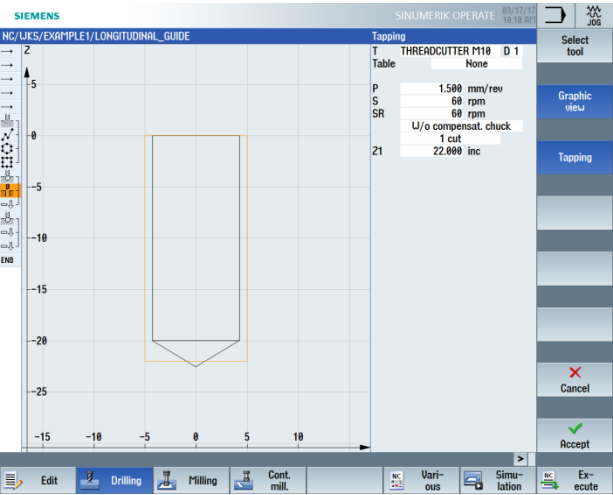 SIEMENS
SINUMERIK OPERATE 03/17/17
10:10 AM
JOG
NC/WKS/EXAMPLE1/LONGITUDINAL_GUIDE
Tapping
Select
tool
Z
T THREADCUTTER M10 D 1
Table None
P 1.500 mm/rev
S 60 rpm
SR 60 rpm
W/o compensat. chuck
1 cut
Z1 22.000 inc
Graphic
view
Tapping
-5
-0
--5
--10
--15
--20
--25
END
-15 -10 -5 0 5 10
Cancel
Accept
>
Edit
Drilling
Milling
Cont.
mill.
NC
Vari-
ous
Simu-
lation
NC
Ex-
ecute